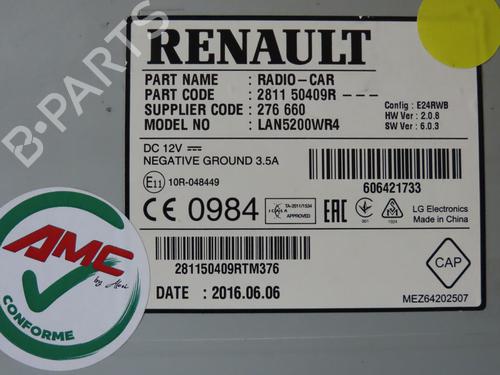 RENAULT
PART NAME : RADIO-CAR
PART CODE : 281150409R ---
SUPPLIER CODE : 276 660
MODEL NO : LAN5200WR4
Config : E24RWB
HW Ver : 2.0.8
SW Ver : 6.0.3
DC 12V
NEGATIVE GROUND 3.5A
E11 10R-048449
606421733
CE 0984
ICASA
TA-2011/1534
APPROVED
EAC
LG Electronics
Made in China
281150409RTM376
DATE : 2016.06.06
CAP
MEZ64202507
AMC
CONFORME
B-PARTS